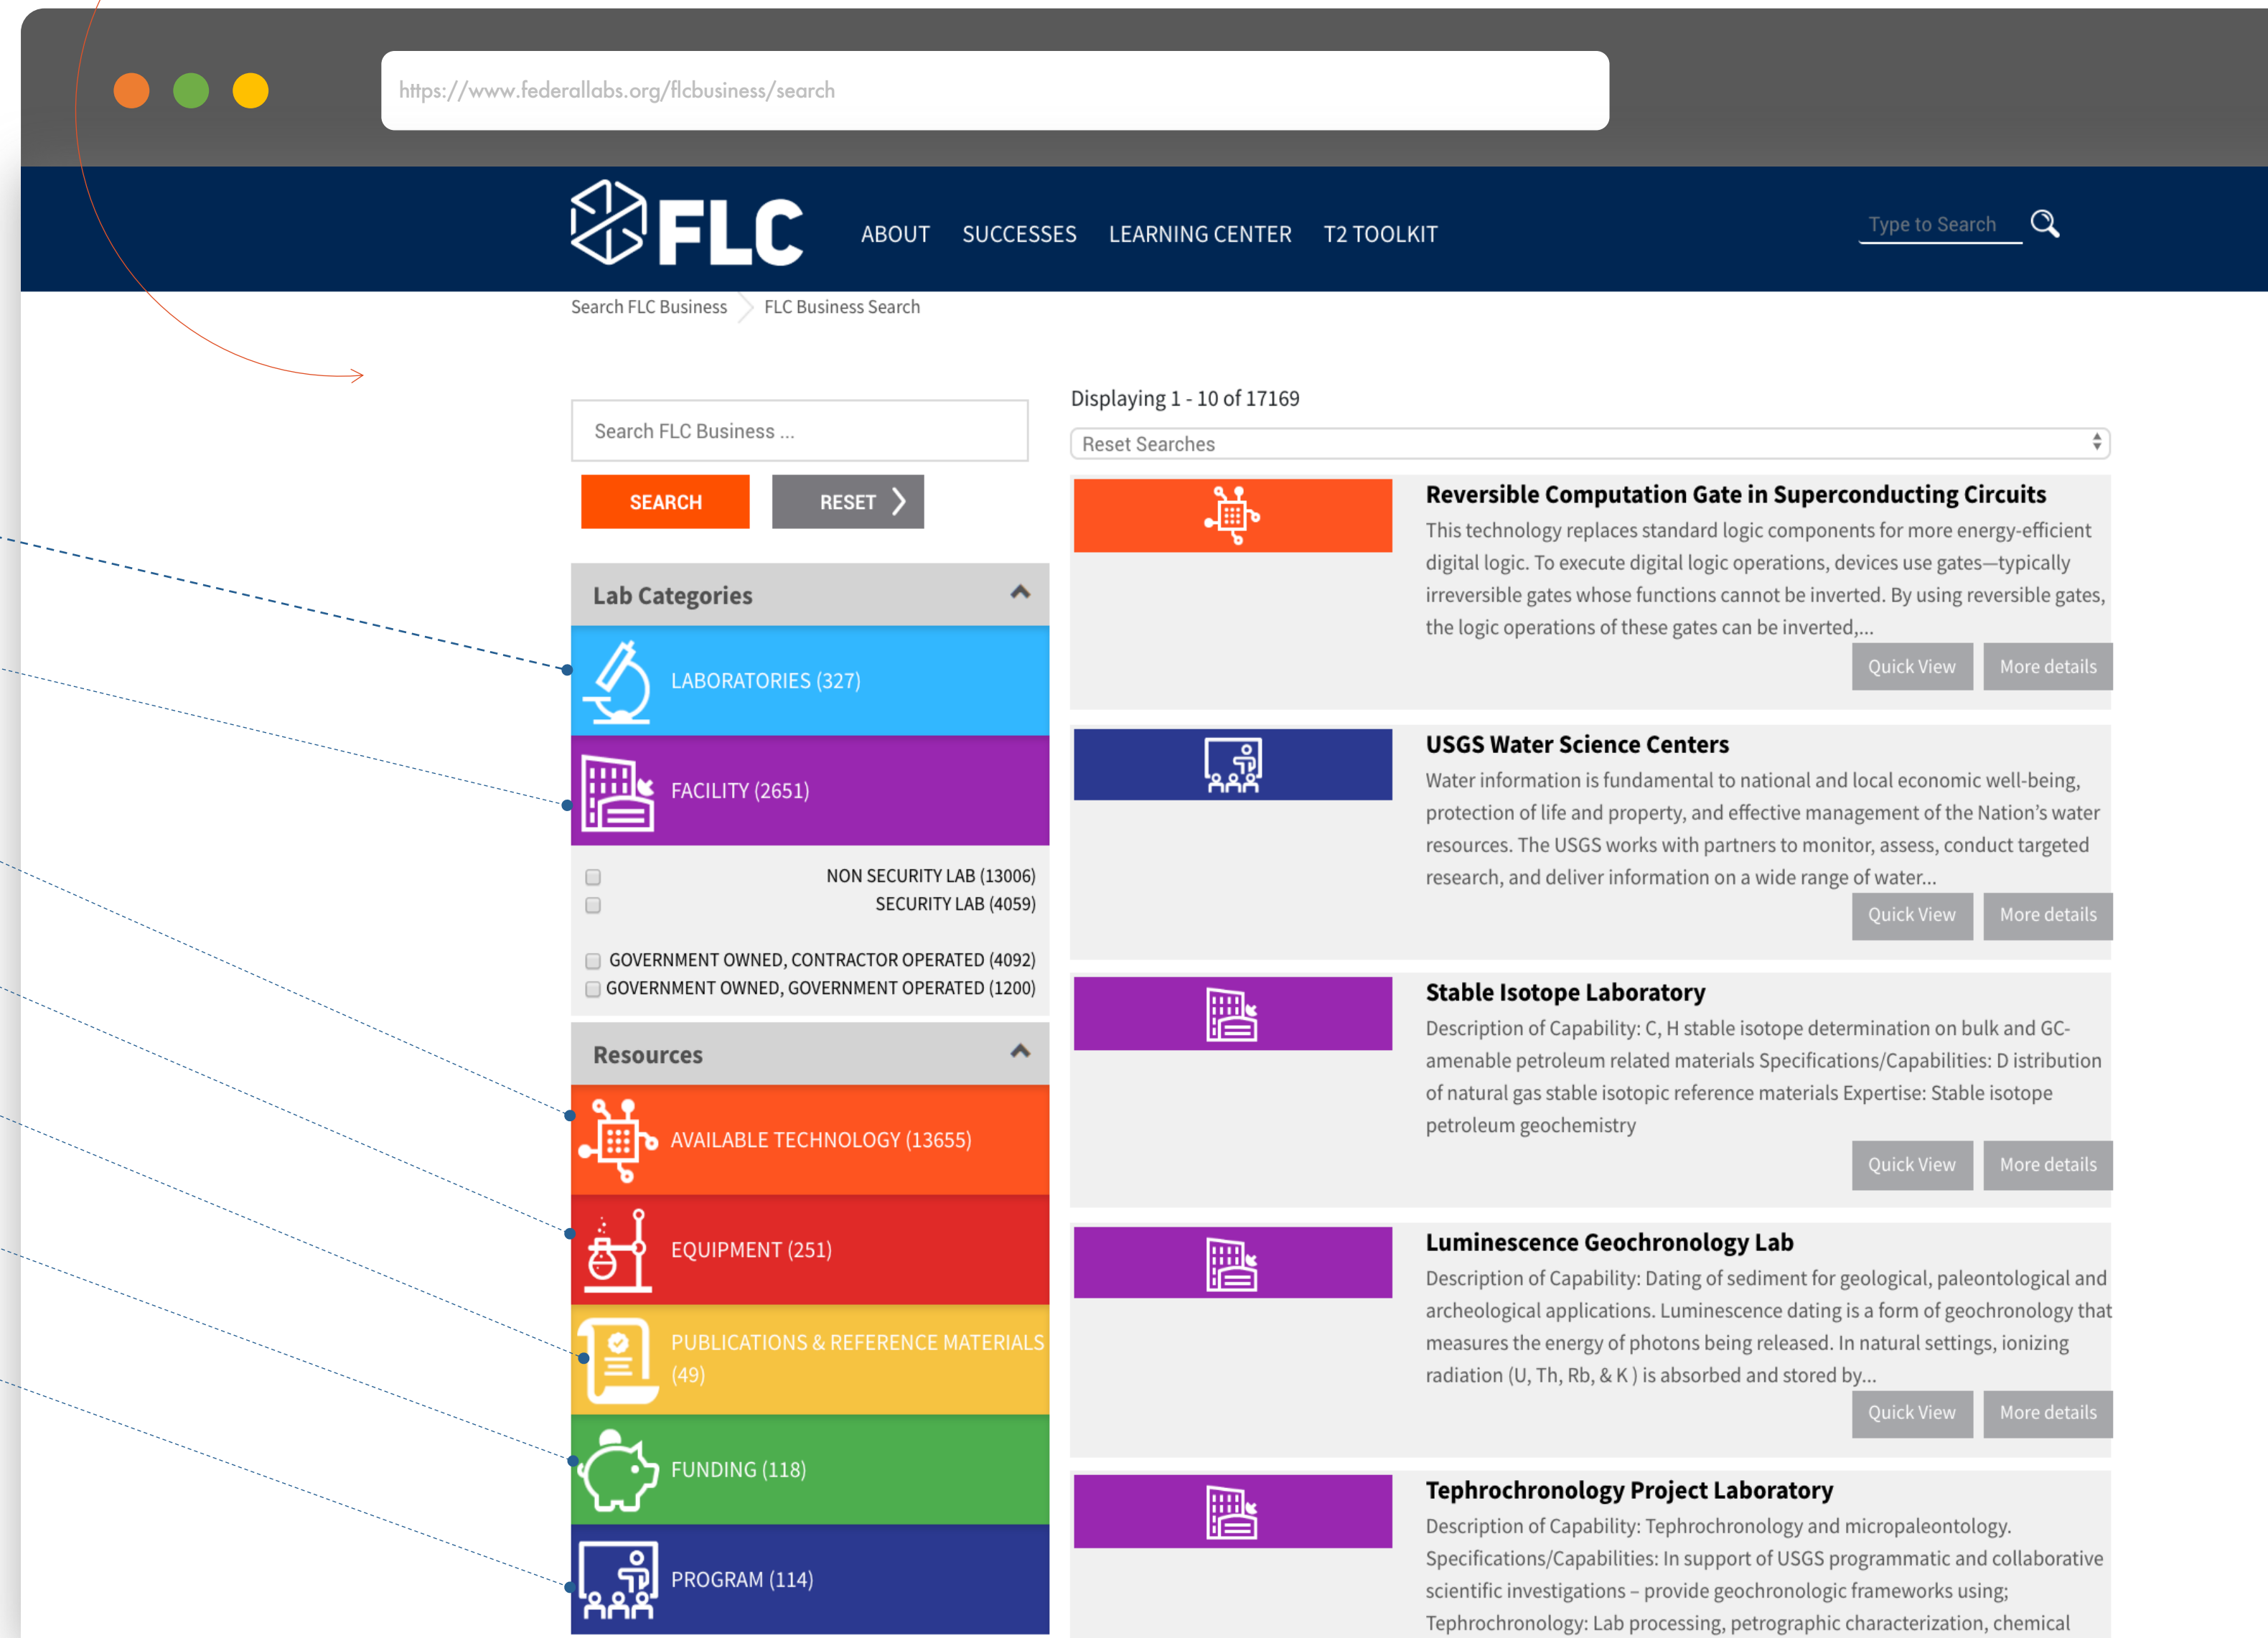 https://www.federallabs.org/flcbusiness/search
FLC
ABOUT SUCCESSES LEARNING CENTER T2 TOOLKIT
Type to Search
Search FLC Business FLC Business Search
Search FLC Business ...
SEARCH
RESET
Lab Categories
LABORATORIES (327)
FACILITY (2651)
NON SECURITY LAB (13006)
SECURITY LAB (4059)
GOVERNMENT OWNED, CONTRACTOR OPERATED (4092)
GOVERNMENT OWNED, GOVERNMENT OPERATED (1200)
Resources
AVAILABLE TECHNOLOGY (13655)
EQUIPMENT (251)
PUBLICATIONS & REFERENCE MATERIALS
(49)
FUNDING (118)
PROGRAM (114)
Displaying 1 - 10 of 17169
Reset Searches
Reversible Computation Gate in Superconducting Circuits
This technology replaces standard logic components for more energy-efficient
digital logic. To execute digital logic operations, devices use gates—typically
irreversible gates whose functions cannot be inverted. By using reversible gates,
the logic operations of these gates can be inverted,...
Quick View
More details
USGS Water Science Centers
Water information is fundamental to national and local economic well-being,
protection of life and property, and effective management of the Nation’s water
resources. The USGS works with partners to monitor, assess, conduct targeted
research, and deliver information on a wide range of water...
Quick View
More details
Stable Isotope Laboratory
Description of Capability: C, H stable isotope determination on bulk and GC-
amenable petroleum related materials Specifications/Capabilities: D istribution
of natural gas stable isotopic reference materials Expertise: Stable isotope
petroleum geochemistry
Quick View
More details
Luminescence Geochronology Lab
Description of Capability: Dating of sediment for geological, paleontological and
archeological applications. Luminescence dating is a form of geochronology that
measures the energy of photons being released. In natural settings, ionizing
radiation (U, Th, Rb, & K ) is absorbed and stored by...
Quick View
More details
Tephrochronology Project Laboratory
Description of Capability: Tephrochronology and micropaleontology.
Specifications/Capabilities: In support of USGS programmatic and collaborative
scientific investigations – provide geochronologic frameworks using;
Tephrochronology: Lab processing, petrographic characterization, chemical